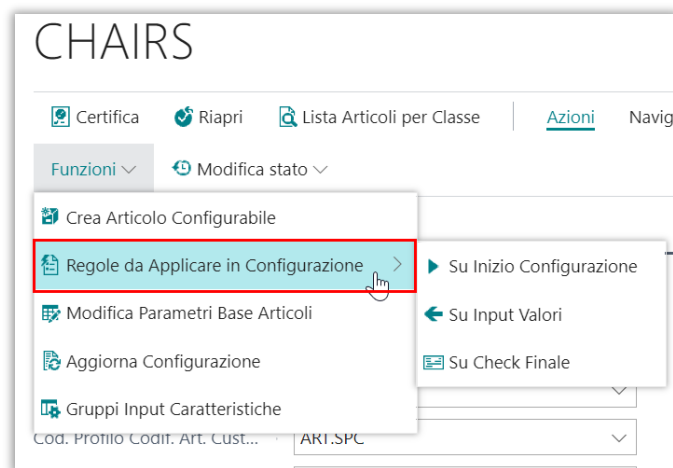 CHAIRS
Certifica Riapri Lista Articoli per Classe Azioni Navig
Funzioni Modifica stato
Crea Articolo Configurabile
Regole da Applicare in Configurazione
Su Inizio Configurazione
Su Input Valori
Su Check Finale
Modifica Parametri Base Articoli
Aggiorna Configurazione
Gruppi Input Caratteristiche
Cod. Profilo Codif. Art. Cust... ART.SPC